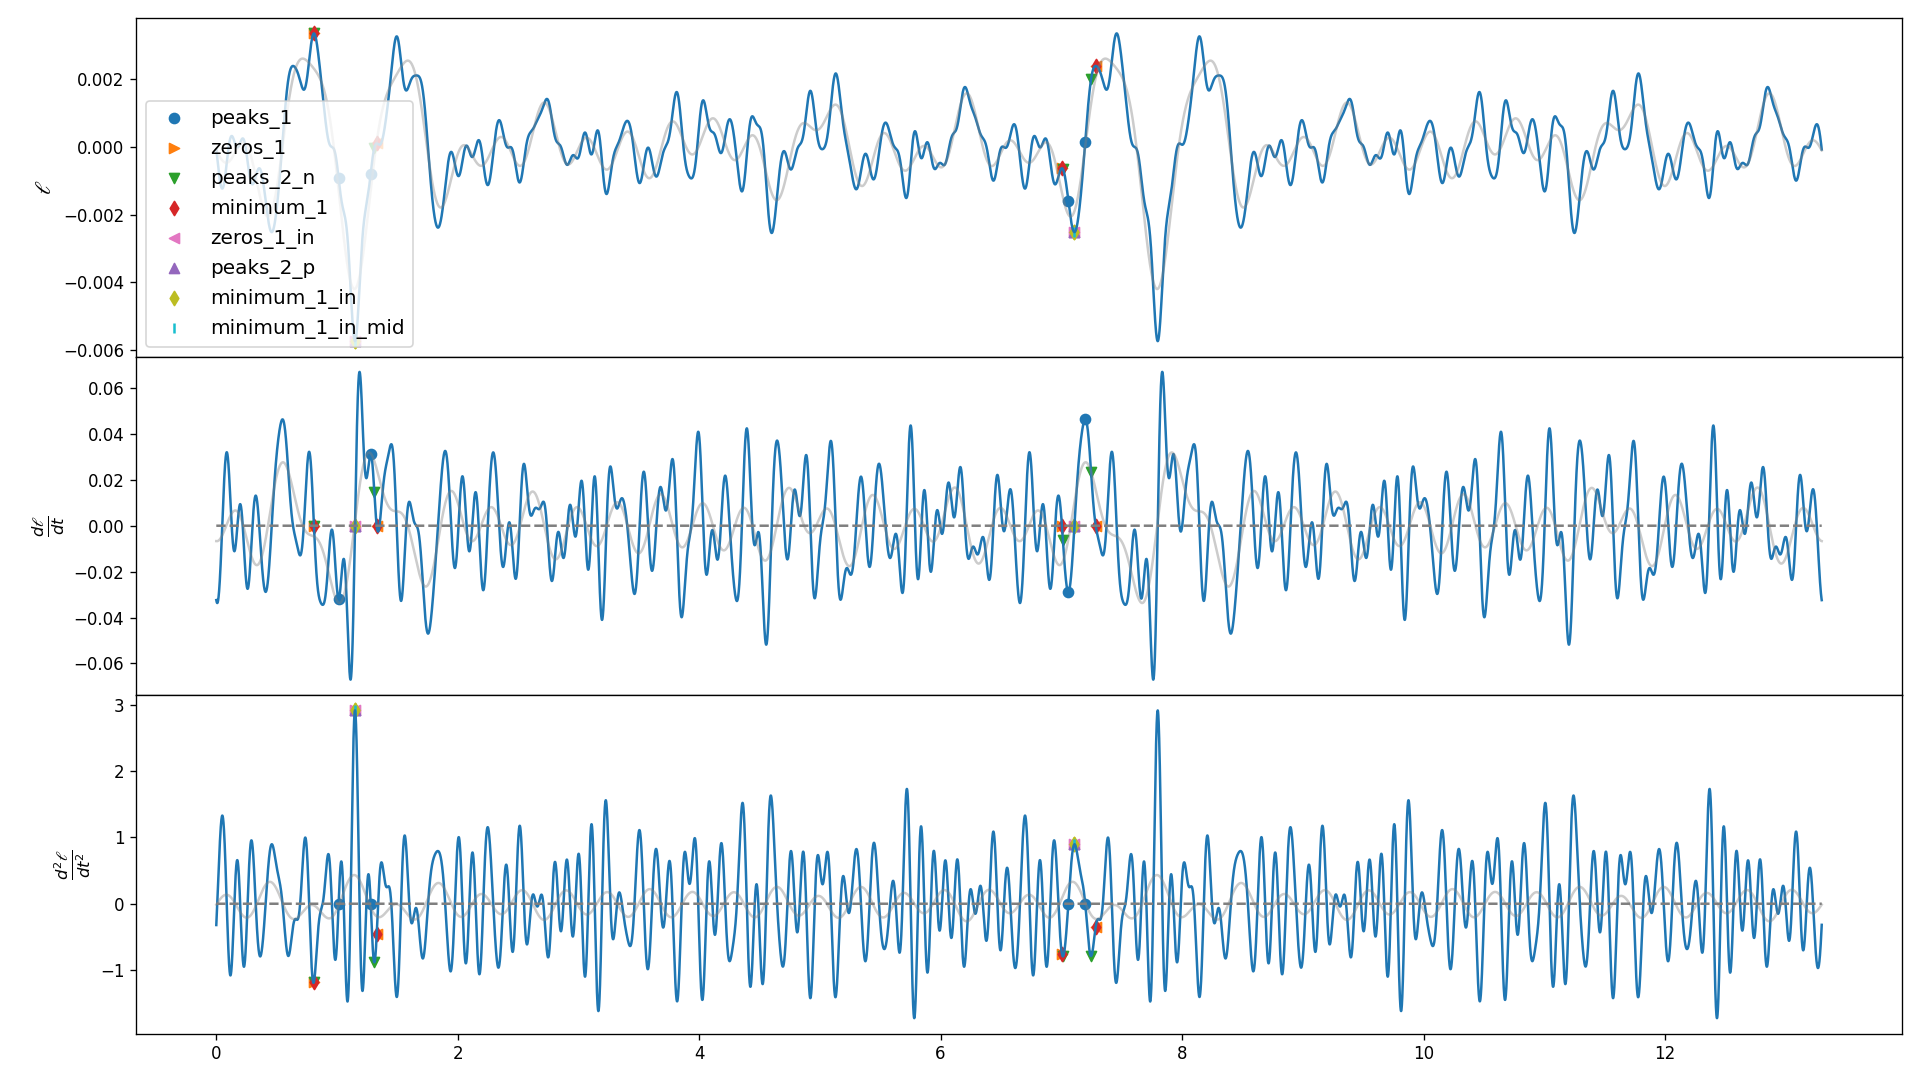 0.002
0.000
−0.002
−0.004
−0.006
ℓ
peaks_1
zeros_1
peaks_2_n
minimum_1
zeros_1_in
peaks_2_p
minimum_1_in
minimum_1_in_mid
0.06
0.04
0.02
0.00
−0.02
−0.04
−0.06
dℓ
dt
3
2
1
0
−1
d²ℓ
dt²
0 2 4 6 8 10 12